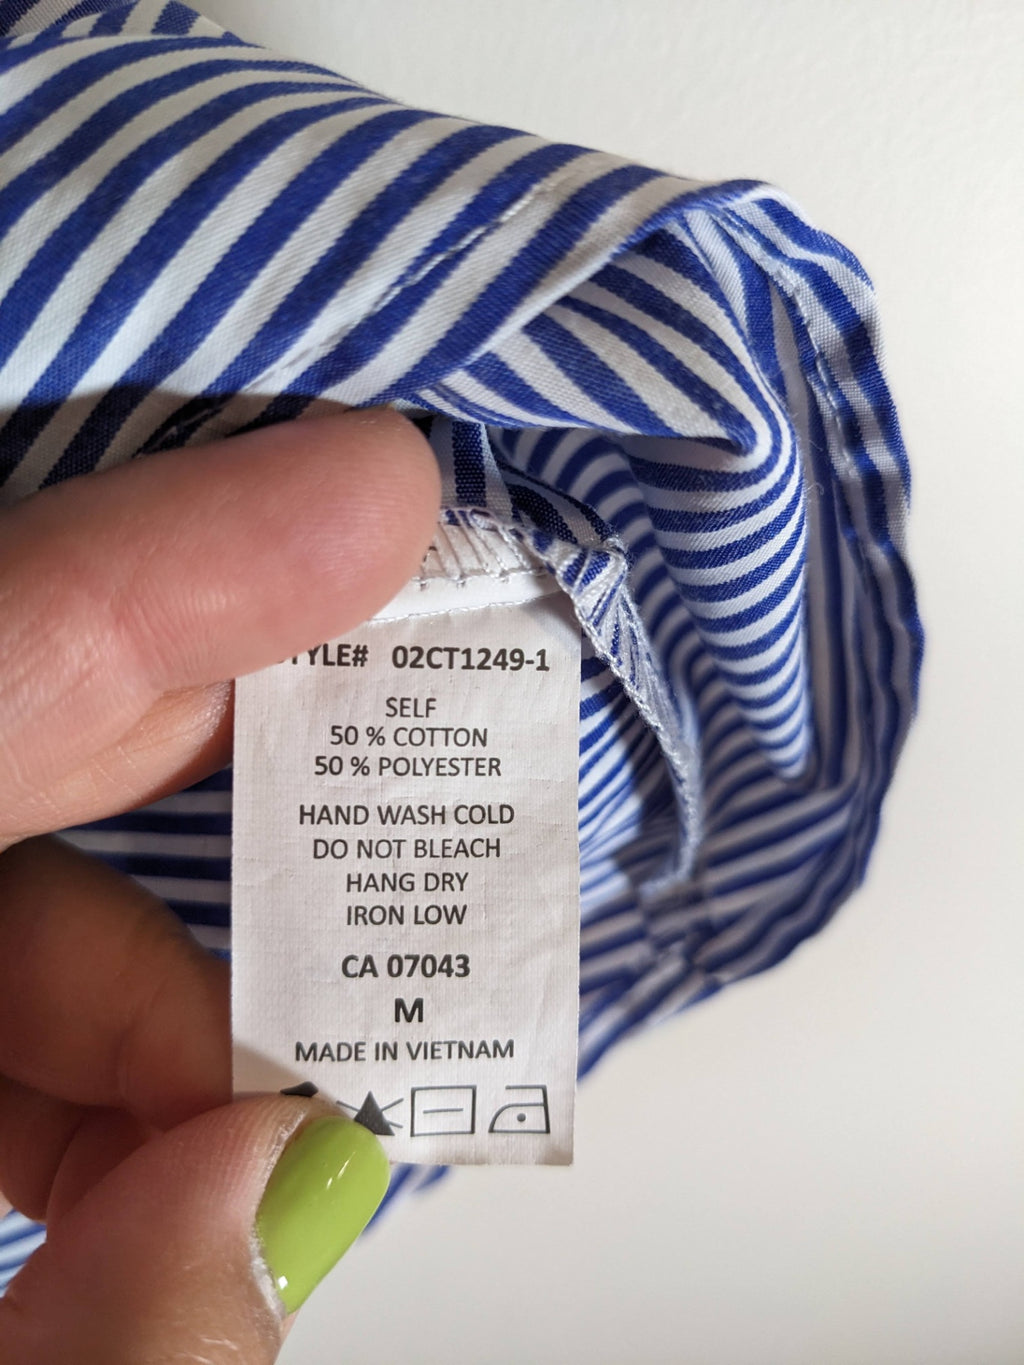 STYLE# 02CT1249-1
SELF
50 % COTTON
50 % POLYESTER
HAND WASH COLD
DO NOT BLEACH
HANG DRY
IRON LOW
CA 07043
M
MADE IN VIETNAM